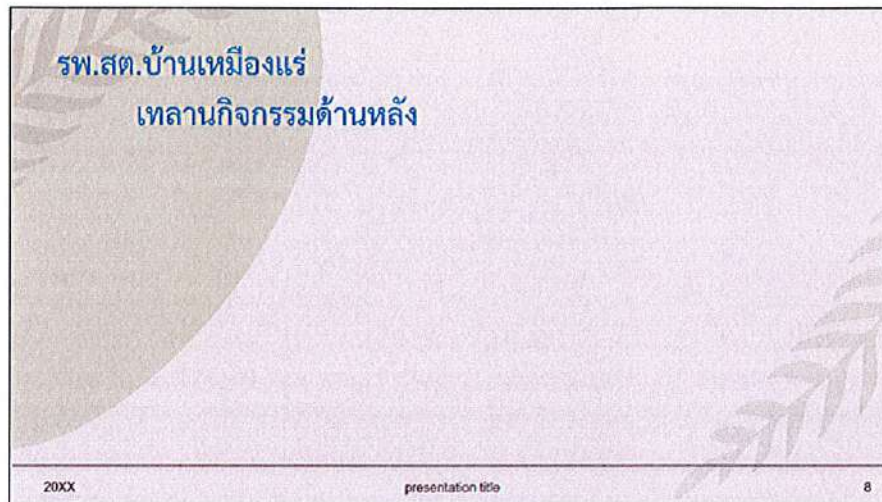 รพ.สต.บ้านเหมืองแร่
เทลานกิจกรรมด้านหลัง
20XX
presentation title
8